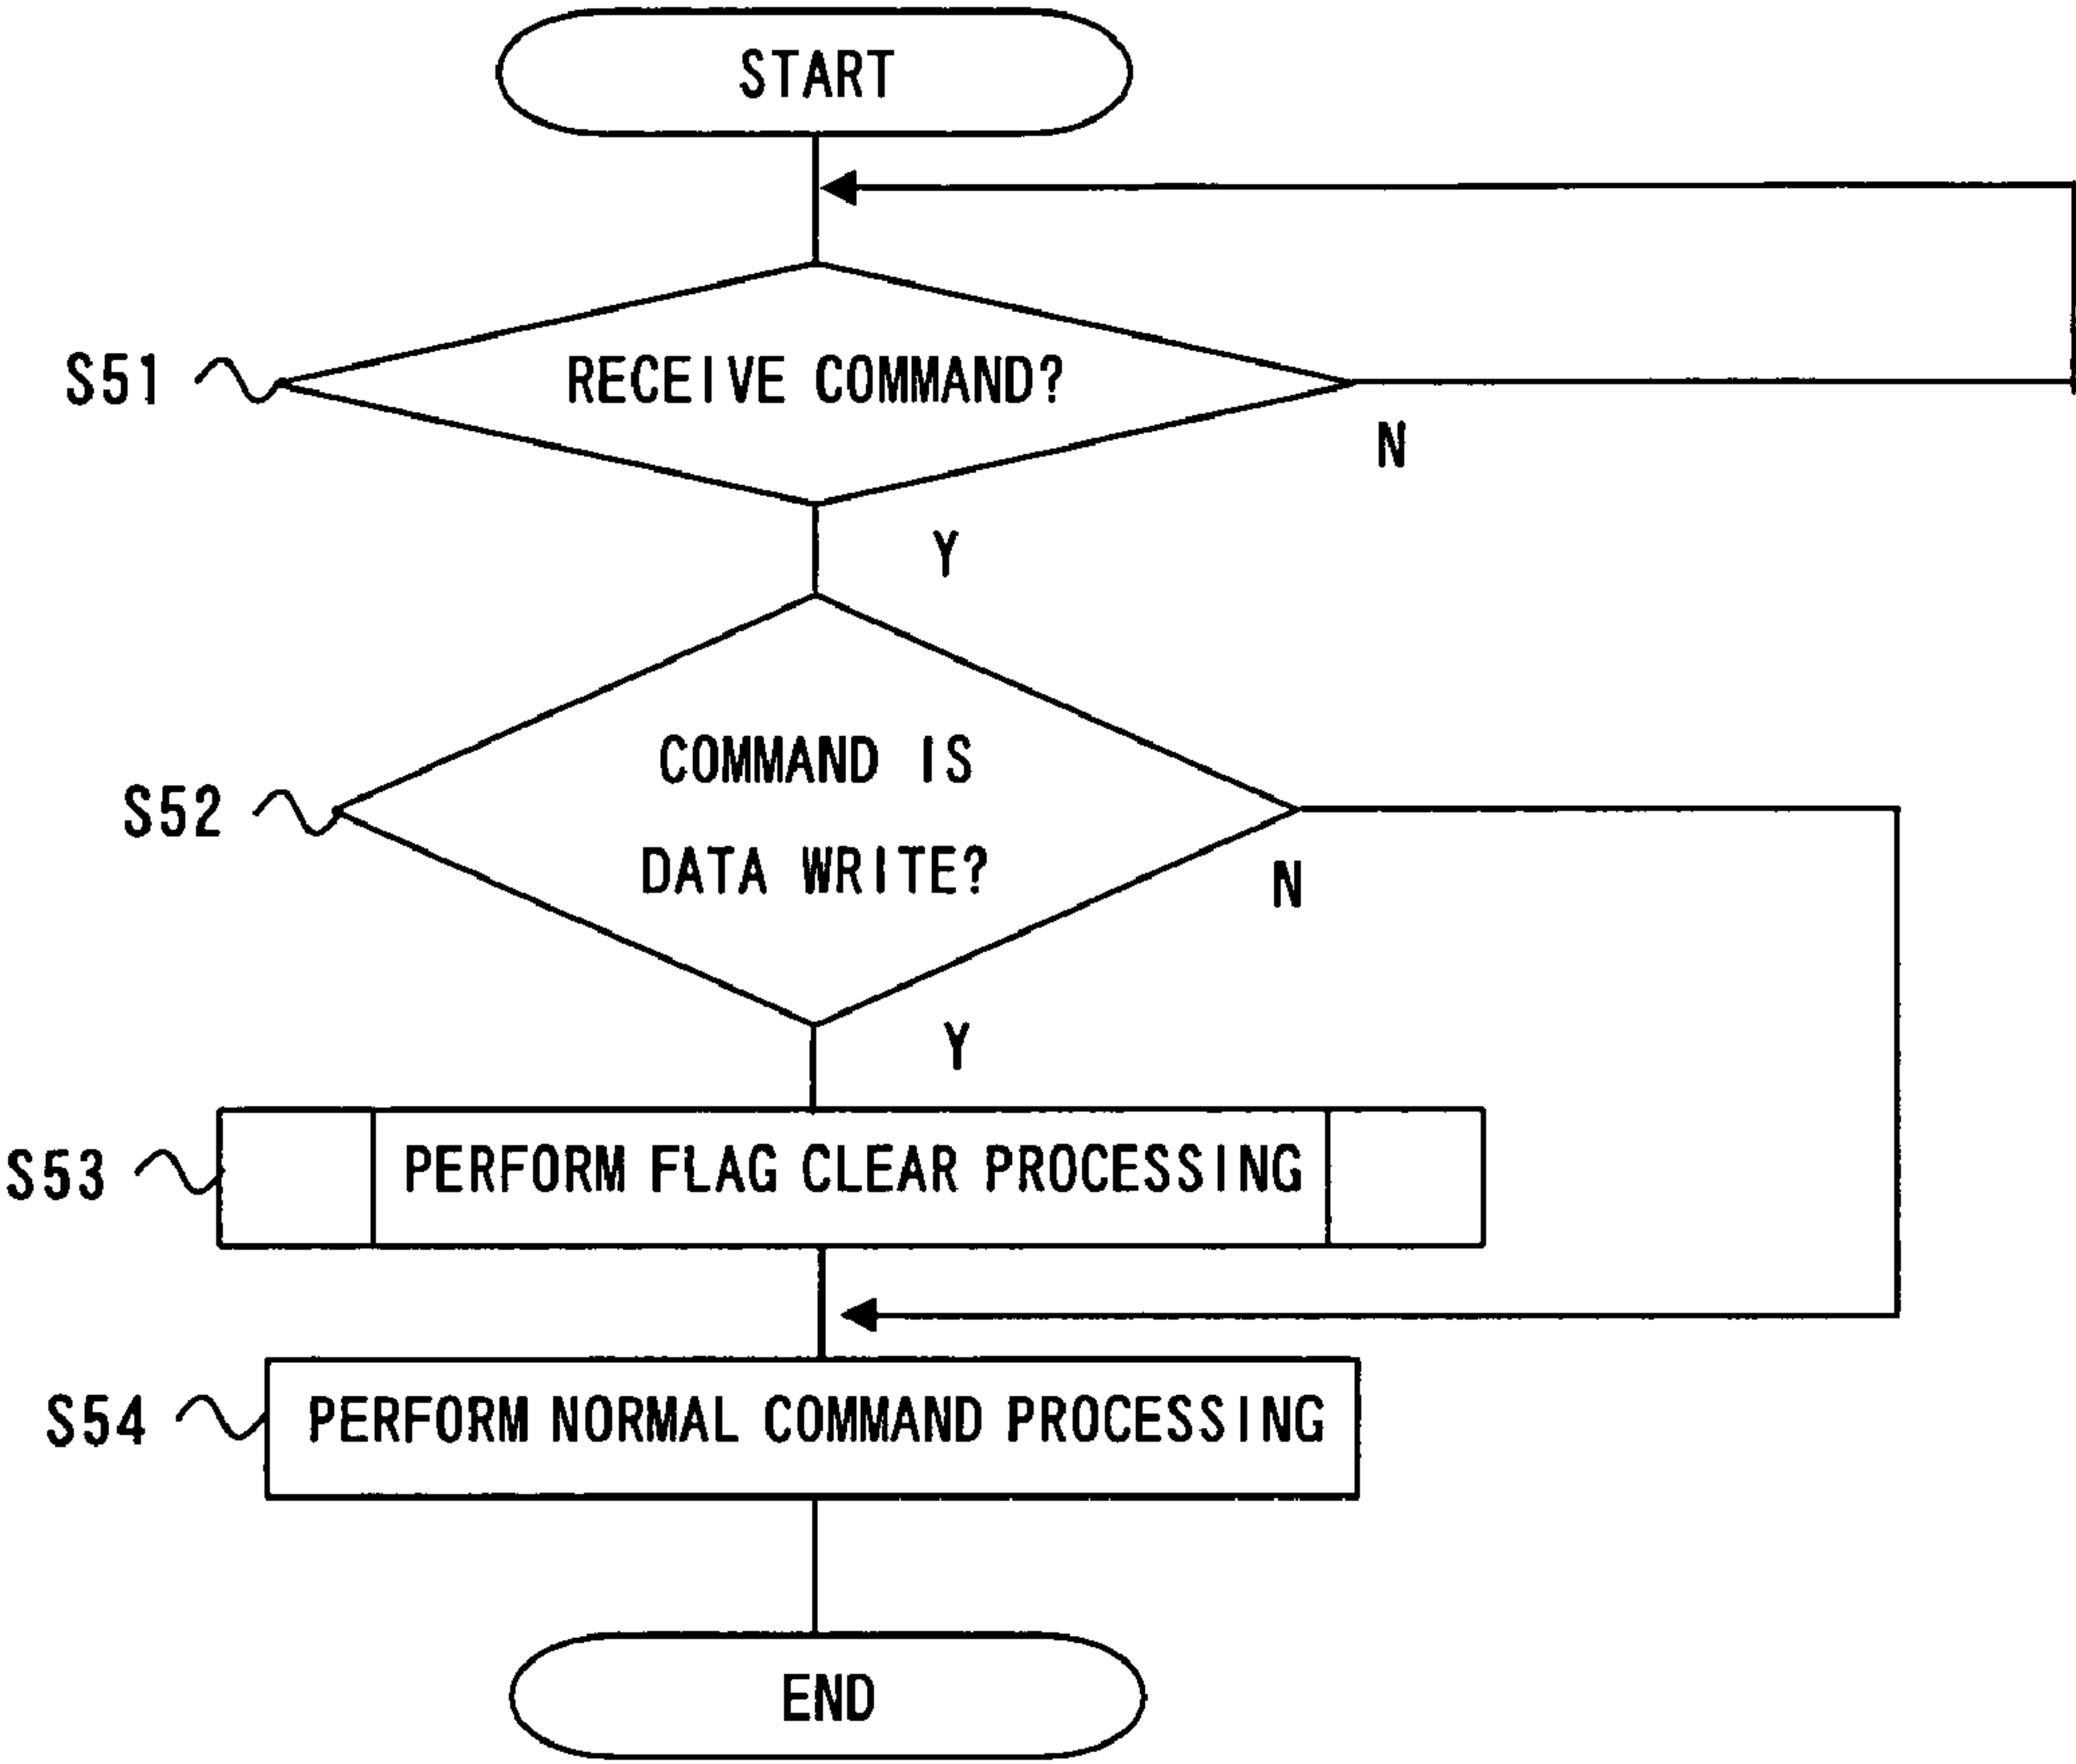 START
S51
RECEIVE COMMAND?
N
Y
S52
COMMAND IS
DATA WRITE?
N
Y
S53
PERFORM FLAG CLEAR PROCESSING
S54
PERFORM NORMAL COMMAND PROCESSING
END